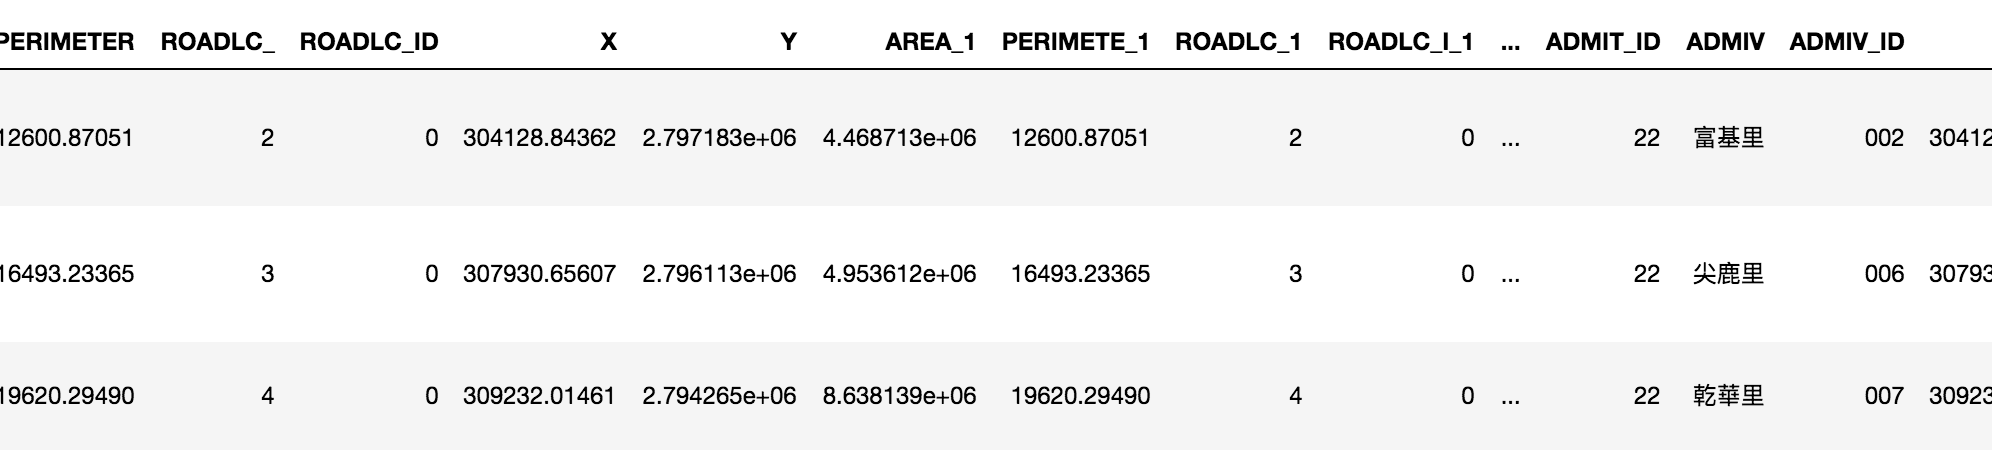 PERIMETER ROADLC_ ROADLC_ID X Y AREA_1 PERIMETE_1 ROADLC_1 ROADLC_I_1 ... ADMIT_ID ADMIV ADMIV_ID
12600.87051 2 0 304128.84362 2.797183e+06 4.468713e+06 12600.87051 2 0 ... 22 富基里 002 30412
16493.23365 3 0 307930.65607 2.796113e+06 4.953612e+06 16493.23365 3 0 ... 22 尖鹿里 006 30793
19620.29490 4 0 309232.01461 2.794265e+06 8.638139e+06 19620.29490 4 0 ... 22 乾華里 007 30923